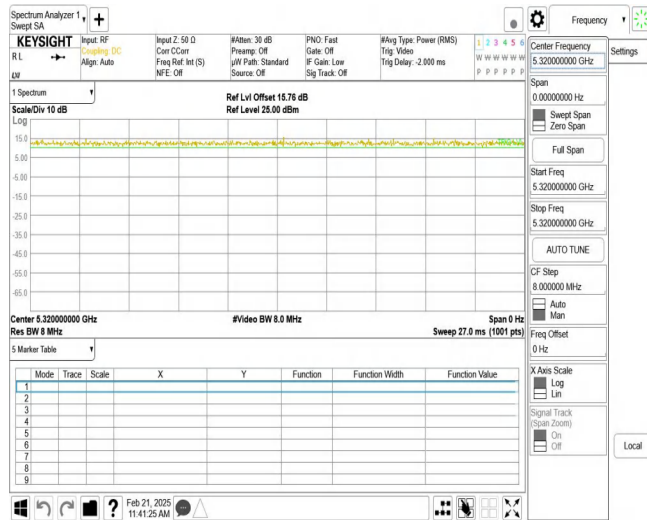 Spectrum Analyzer 1
Swept SA
Frequency
KEYSIGHT
Input: RF
Coupling: DC
Align: Auto
Input Z: 50 Ω
Corr CCorr
Freq Ref: Int (S)
NFE: Off
#Atten: 30 dB
Preamp: Off
µW Path: Standard
Source: Off
PNO: Fast
Gate: Off
IF Gain: Low
Sig Track: Off
#Avg Type: Power (RMS)
Trig: Video
Trig Delay: -2.000 ms
1 2 3 4 5 6
W W W W W W
P P P P P P
R L
1 Spectrum
Scale/Div 10 dB
Ref Lvl Offset 15.76 dB
Ref Level 25.00 dBm
Log
15.0
5.00
-5.00
-15.0
-25.0
-35.0
-45.0
-55.0
-65.0
Center 5.320000000 GHz
#Video BW 8.0 MHz
Span 0 Hz
Res BW 8 MHz
Sweep 27.0 ms (1001 pts)
5 Marker Table
Mode Trace Scale X Y Function Function Width Function Value
1
2
3
4
5
6
7
8
9
Feb 21, 2025
11:41:25 AM
Center Frequency
5.320000000 GHz
Settings
Span
0.00000000 Hz
Swept Span
Zero Span
Full Span
Start Freq
5.320000000 GHz
Stop Freq
5.320000000 GHz
AUTO TUNE
CF Step
8.000000 MHz
Auto
Man
Freq Offset
0 Hz
X Axis Scale
Log
Lin
Signal Track
(Span Zoom)
On
Off
Local